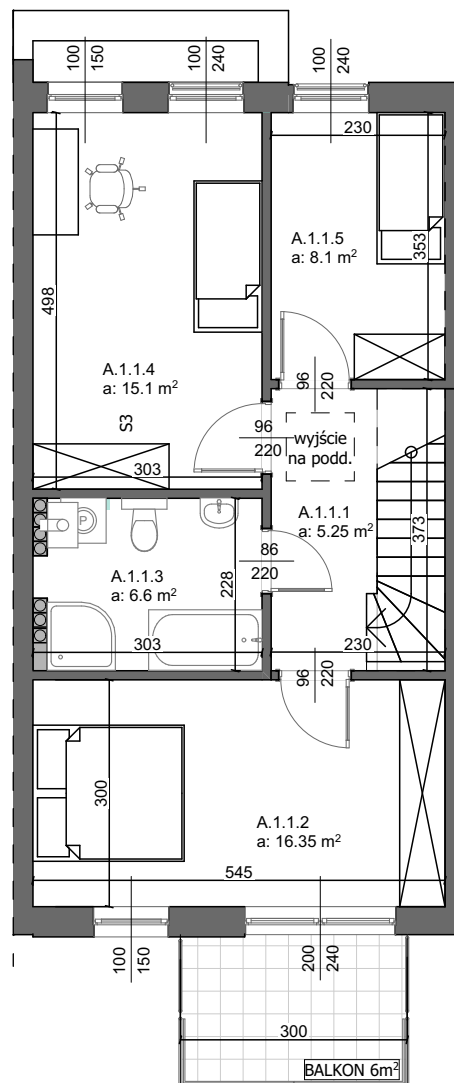 100
150
100
240
100
240
230
A.1.1.5
a: 8.1 m²
353
498
A.1.1.4
a: 15.1 m²
S3
96
220
96
220
wyjście
na podd.
303
A.1.1.1
a: 5.25 m²
373
P
86
220
A.1.1.3
a: 6.6 m²
228
303
230
96
220
300
A.1.1.2
a: 16.35 m²
545
100
150
200
240
300
BALKON 6m²